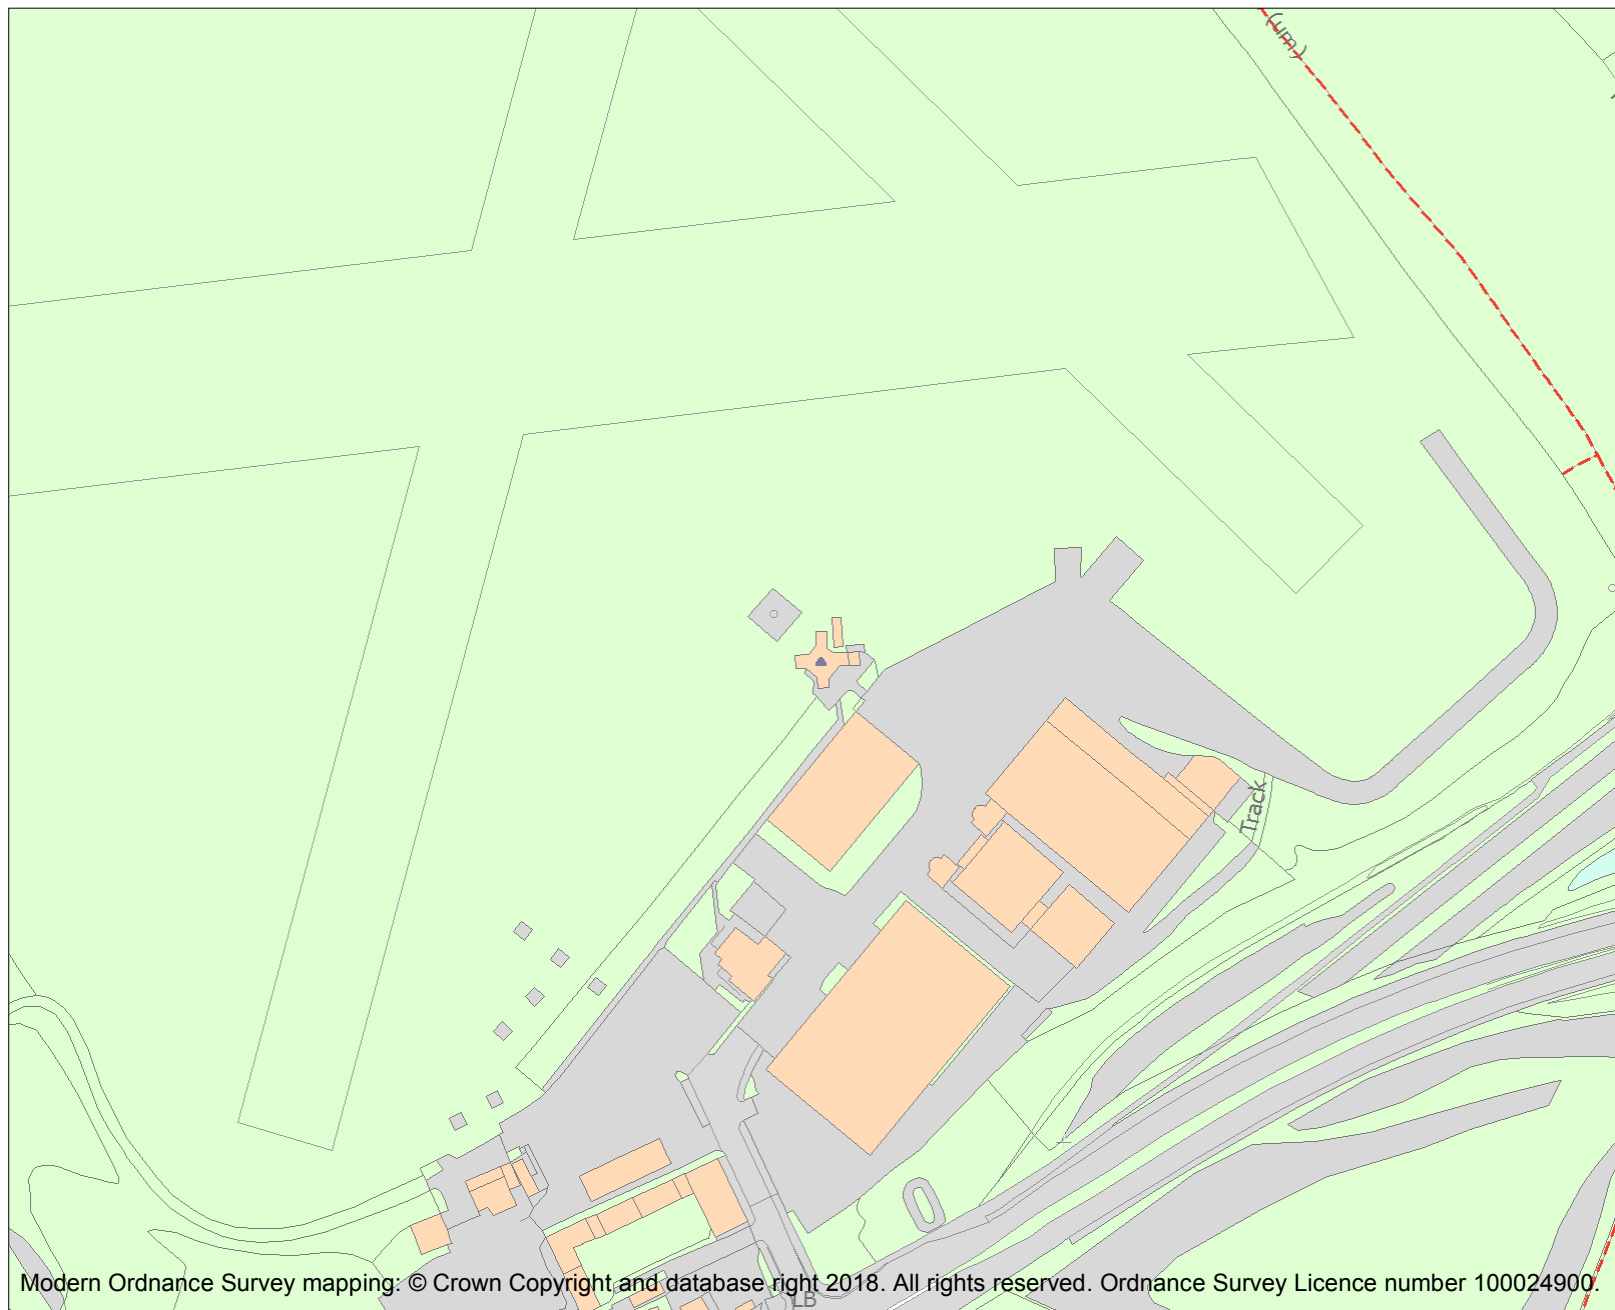 (um)
Track
Modern Ordnance Survey mapping: © Crown Copyright and database right 2018. All rights reserved. Ordnance Survey Licence number 100024900.
LB